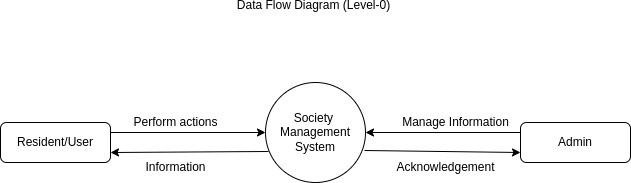 Data Flow Diagram (Level-0)
Perform actions
Manage Information
Resident/User
Society
Management
System
Admin
Information
Acknowledgement